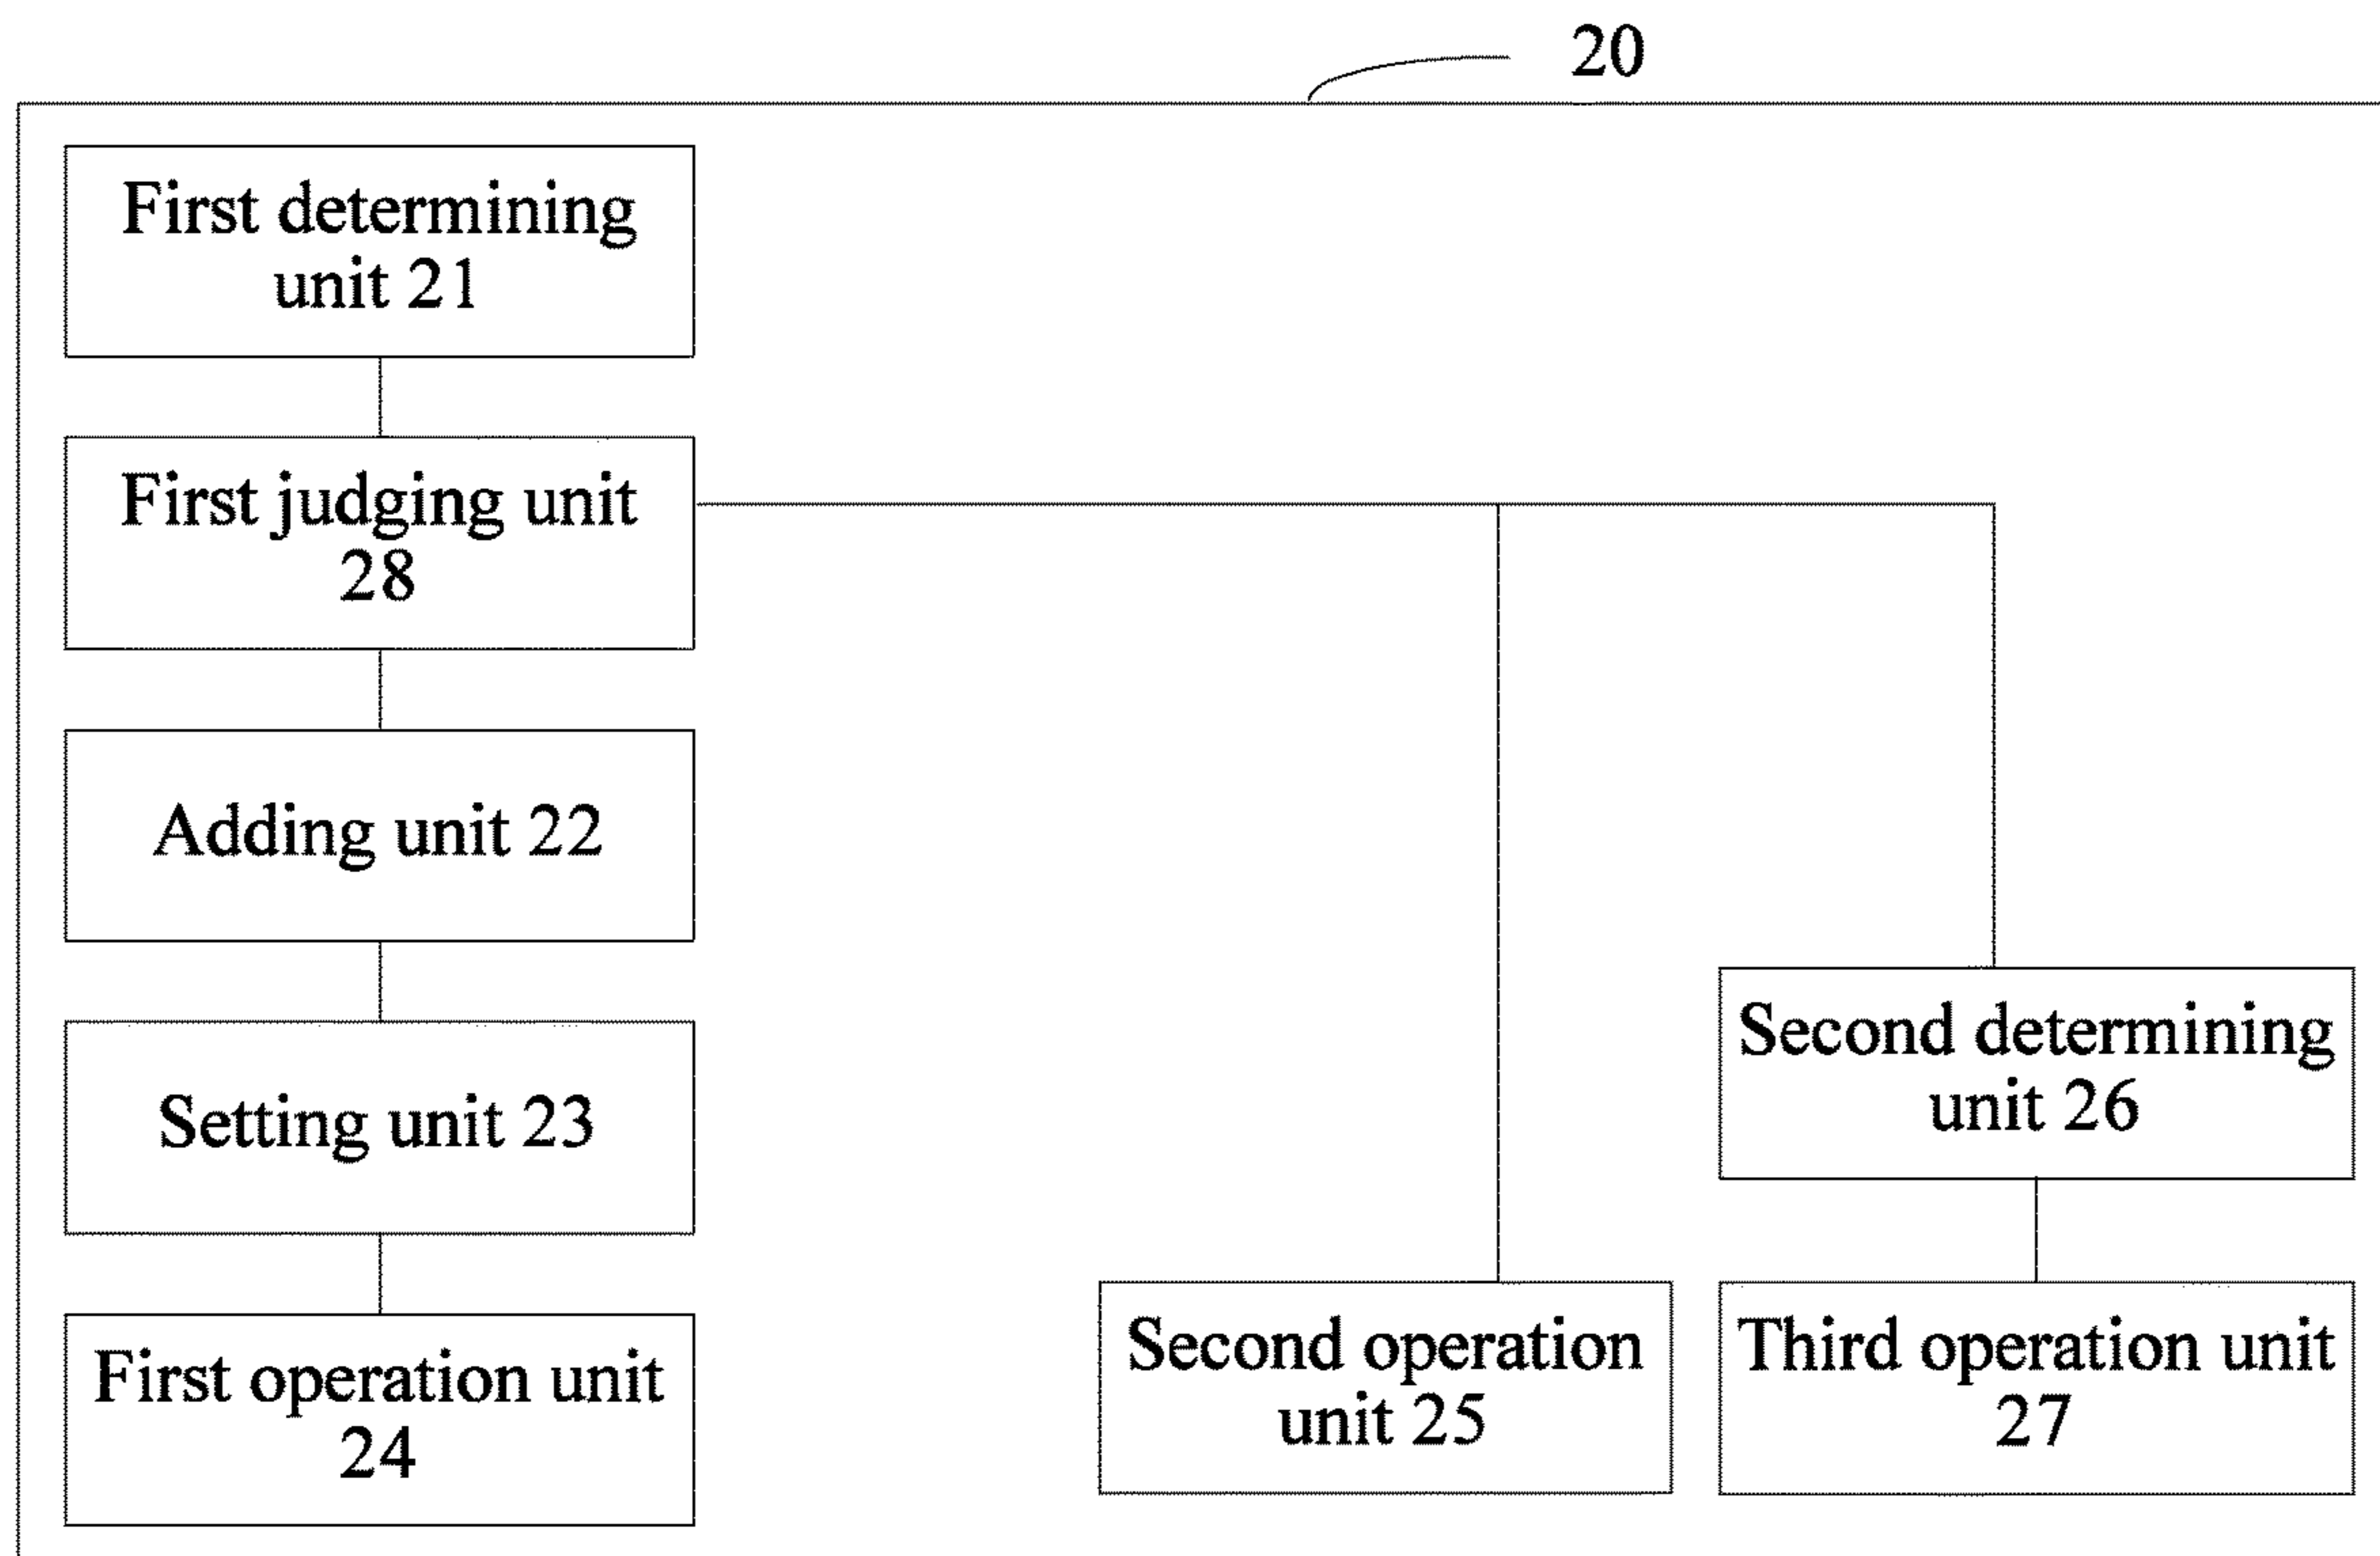 20
First determining
unit 21
First judging unit
28
Adding unit 22
Setting unit 23
First operation unit
24
Second operation
unit 25
Second determining
unit 26
Third operation unit
27